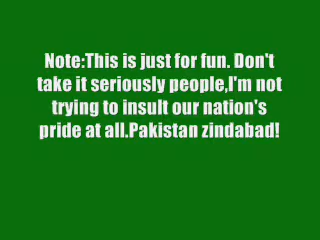 Note:This is just for fun. Don't
take it seriously people,I'm not
trying to insult our nation's
pride at all.Pakistan zindabad!